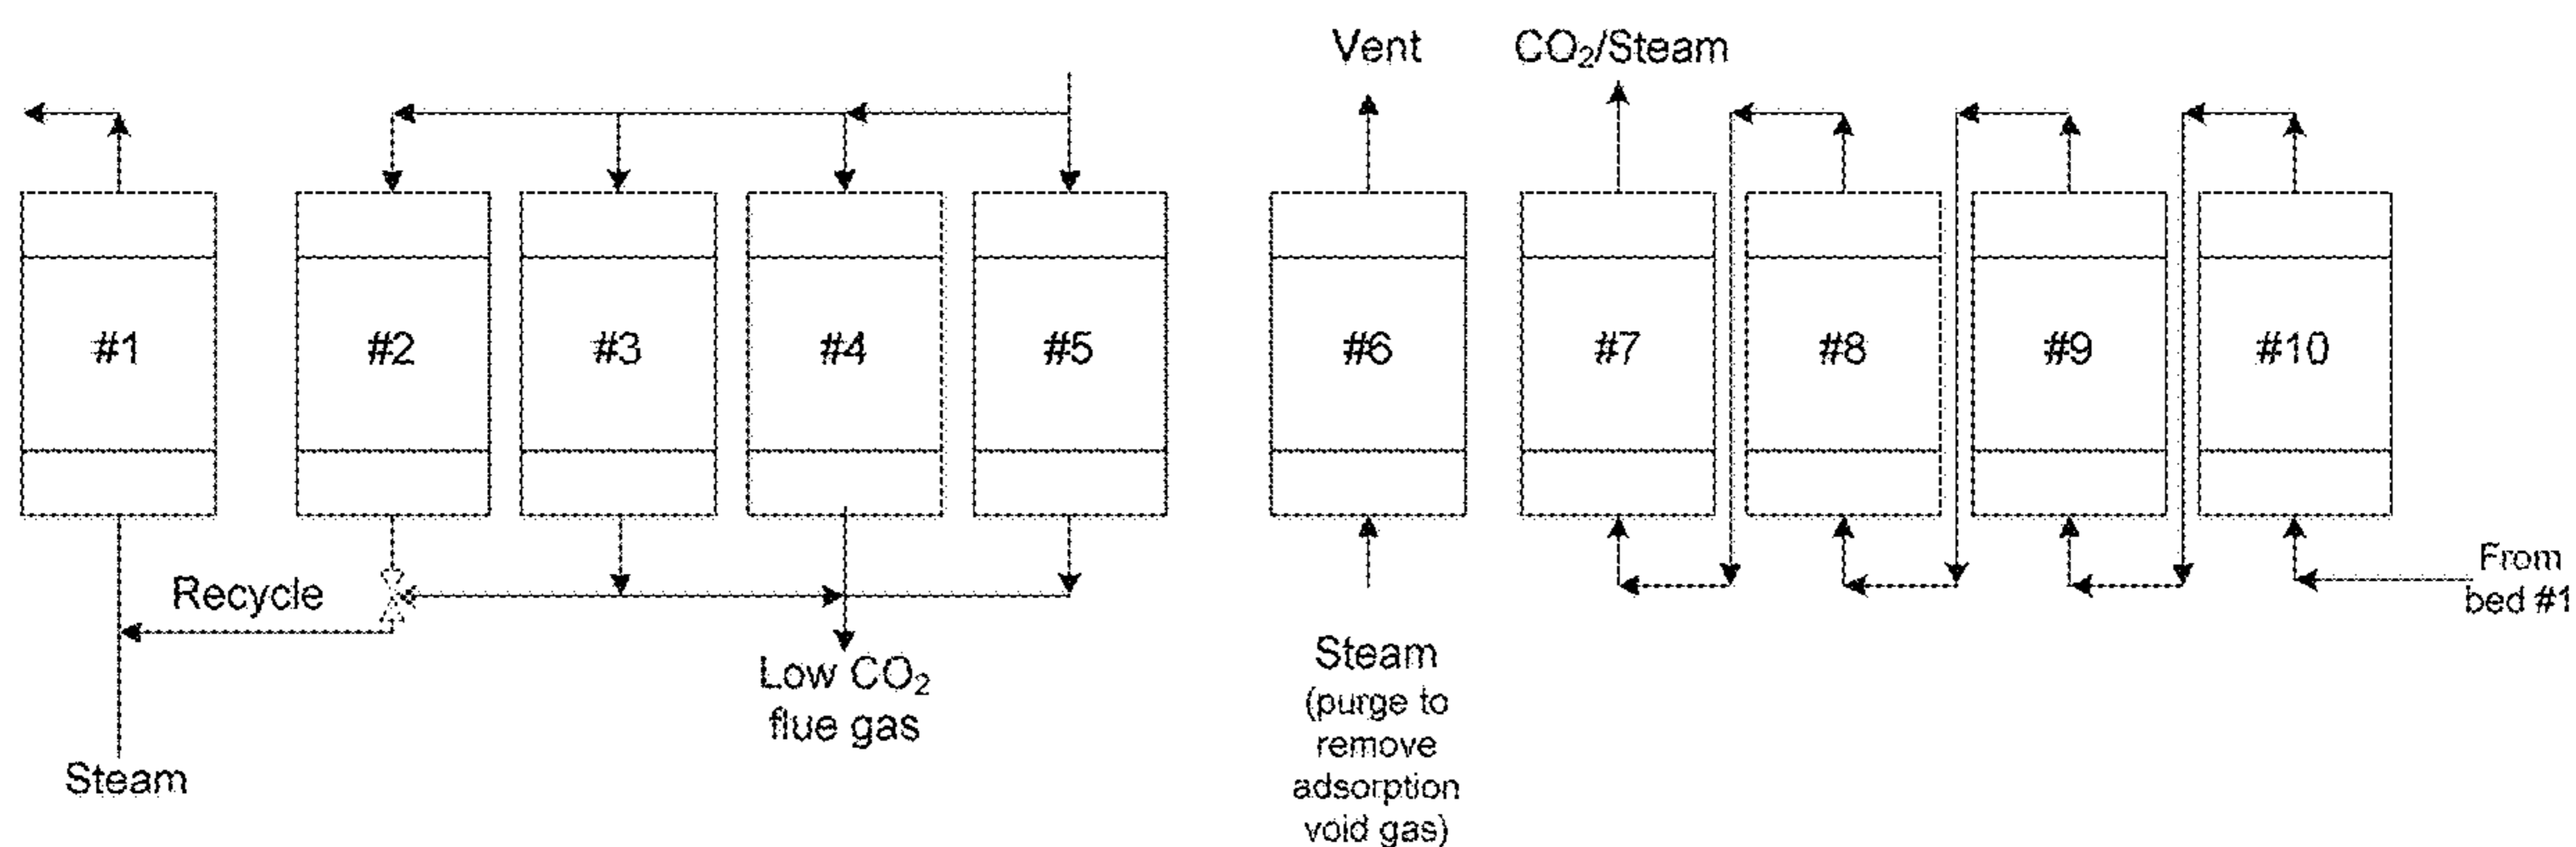 Vent
CO₂/Steam
#1
#2
#3
#4
#5
#6
#7
#8
#9
#10
Recycle
From
bed #1
Steam
Low CO₂
flue gas
Steam
(purge to
remove
adsorption
void gas)